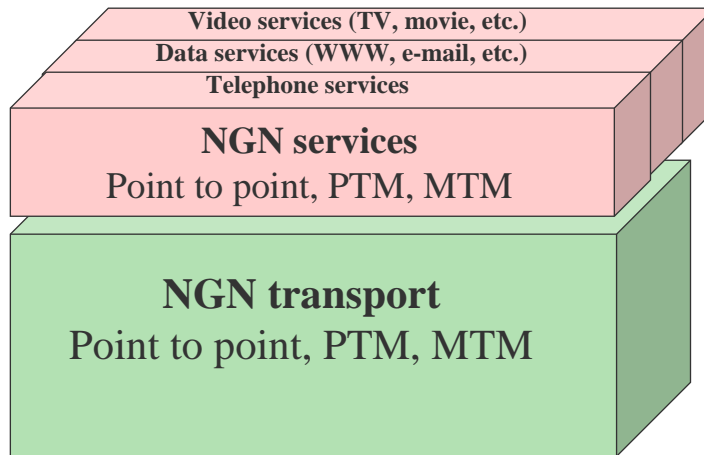 Video services (TV, movie, etc.)
Data services (WWW, e-mail, etc.)
Telephone services
NGN services
Point to point, PTM, MTM
NGN transport
Point to point, PTM, MTM